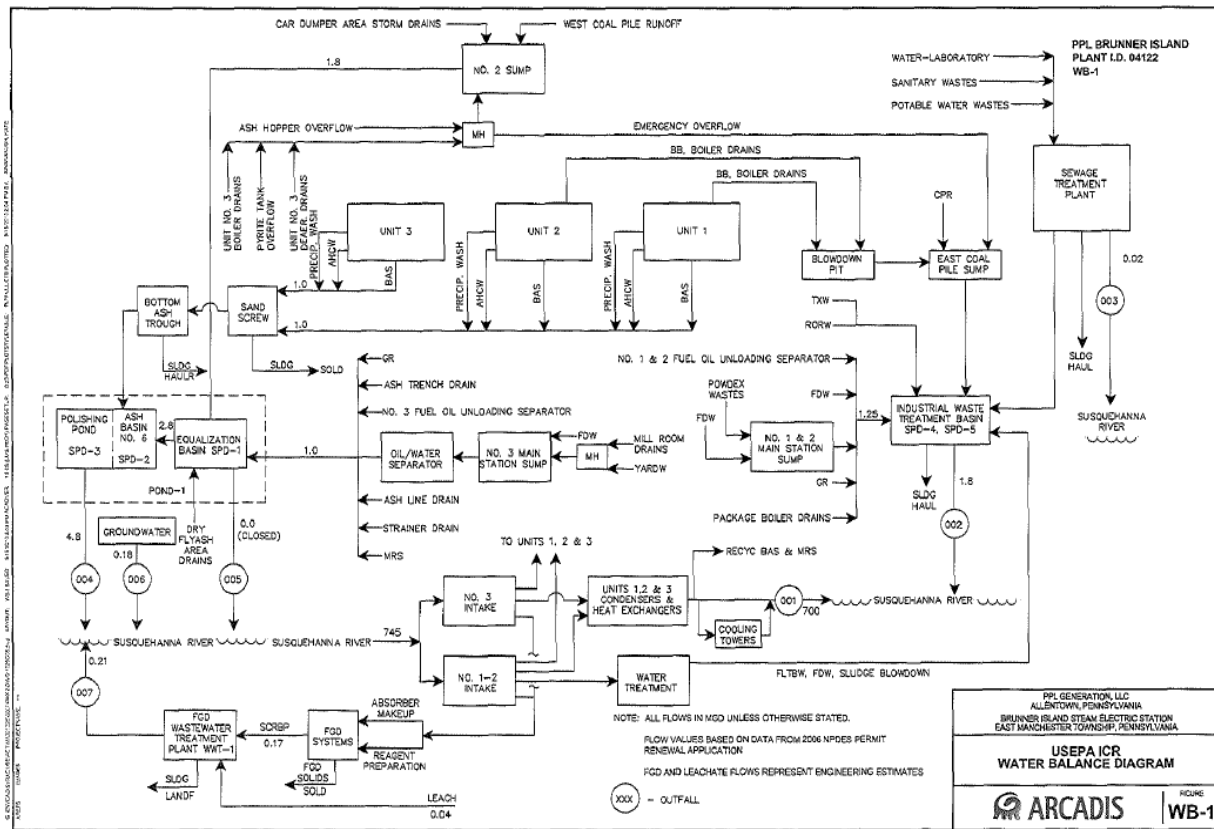 CAR DUMPER AREA STORM DRAINS
WEST COAL PILE RUNOFF
PPL BRUNNER ISLAND
PLANT I.D. 04122
WB-1
1.8
NO. 2 SUMP
WATER-LABORATORY
SANITARY WASTES
POTABLE WATER WASTES
ASH HOPPER OVERFLOW
MH
EMERGENCY OVERFLOW
BB, BOILER DRAINS
BB, BOILER DRAINS
SEWAGE
TREATMENT
PLANT
UNIT NO. 3
BOILER DRAINS
PYRITE TANK
OVERFLOW
UNIT NO. 3
DEAER. DRAINS
PRECIP. WASH
AHCW
UNIT 3
BAS
PRECIP. WASH
AHCW
UNIT 2
BAS
PRECIP. WASH
AHCW
UNIT 1
BAS
CPR
BLOWDOWN
PIT
EAST COAL
PILE SUMP
0.02
003
BOTTOM
ASH
TROUGH
SAND
SCREW
1.0
1.0
TXW
RORW
SLDG
HAULR
SLDG
SOLD
GR
ASH TRENCH DRAIN
NO. 3 FUEL OIL UNLOADING SEPARATOR
NO. 1 & 2 FUEL OIL UNLOADING SEPARATOR
POWDEX
WASTES
FDW
FDW
1.25
INDUSTRIAL WASTE
TREATMENT BASIN
SPD-4, SPD-5
SLDG
HAUL
SUSQUEHANNA
RIVER
POLISHING
POND
SPD-3
ASH
BASIN
NO. 6
SPD-2
2.8
EQUALIZATION
BASIN SPD-1
POND-1
1.0
OIL/WATER
SEPARATOR
NO. 3 MAIN
STATION SUMP
FDW
MH
MILL ROOM
DRAINS
YARDW
NO. 1 & 2
MAIN STATION
SUMP
GR
PACKAGE BOILER DRAINS
SLDG
HAUL
1.8
002
ASH LINE DRAIN
STRAINER DRAIN
MRS
4.8
GROUNDWATER
0.18
DRY
FLYASH
AREA
DRAINS
0.0
(CLOSED)
004
006
005
TO UNITS 1, 2 & 3
RECYC BAS & MRS
NO. 3
INTAKE
UNITS 1,2 & 3
CONDENSERS &
HEAT EXCHANGERS
001
700
SUSQUEHANNA RIVER
COOLING
TOWERS
SUSQUEHANNA RIVER
SUSQUEHANNA RIVER
745
0.21
007
NO. 1-2
INTAKE
WATER
TREATMENT
FLTBW, FDW, SLUDGE BLOWDOWN
FGD
WASTEWATER
TREATMENT
PLANT WWT-1
SCRBP
0.17
FGD
SYSTEMS
ABSORBER
MAKEUP
REAGENT
PREPARATION
FGD
SOLIDS
SOLD
SLDG
LANDF
LEACH
0.04
NOTE: ALL FLOWS IN MGD UNLESS OTHERWISE STATED.
FLOW VALUES BASED ON DATA FROM 2006 NPDES PERMIT
RENEWAL APPLICATION
FGD AND LEACHATE FLOWS REPRESENT ENGINEERING ESTIMATES
XXX – OUTFALL
PPL GENERATION, LLC
ALLENTOWN, PENNSYLVANIA
BRUNNER ISLAND STEAM ELECTRIC STATION
EAST MANCHESTER TOWNSHIP, PENNSYLVANIA
USEPA ICR
WATER BALANCE DIAGRAM
ARCADIS
FIGURE
WB-1